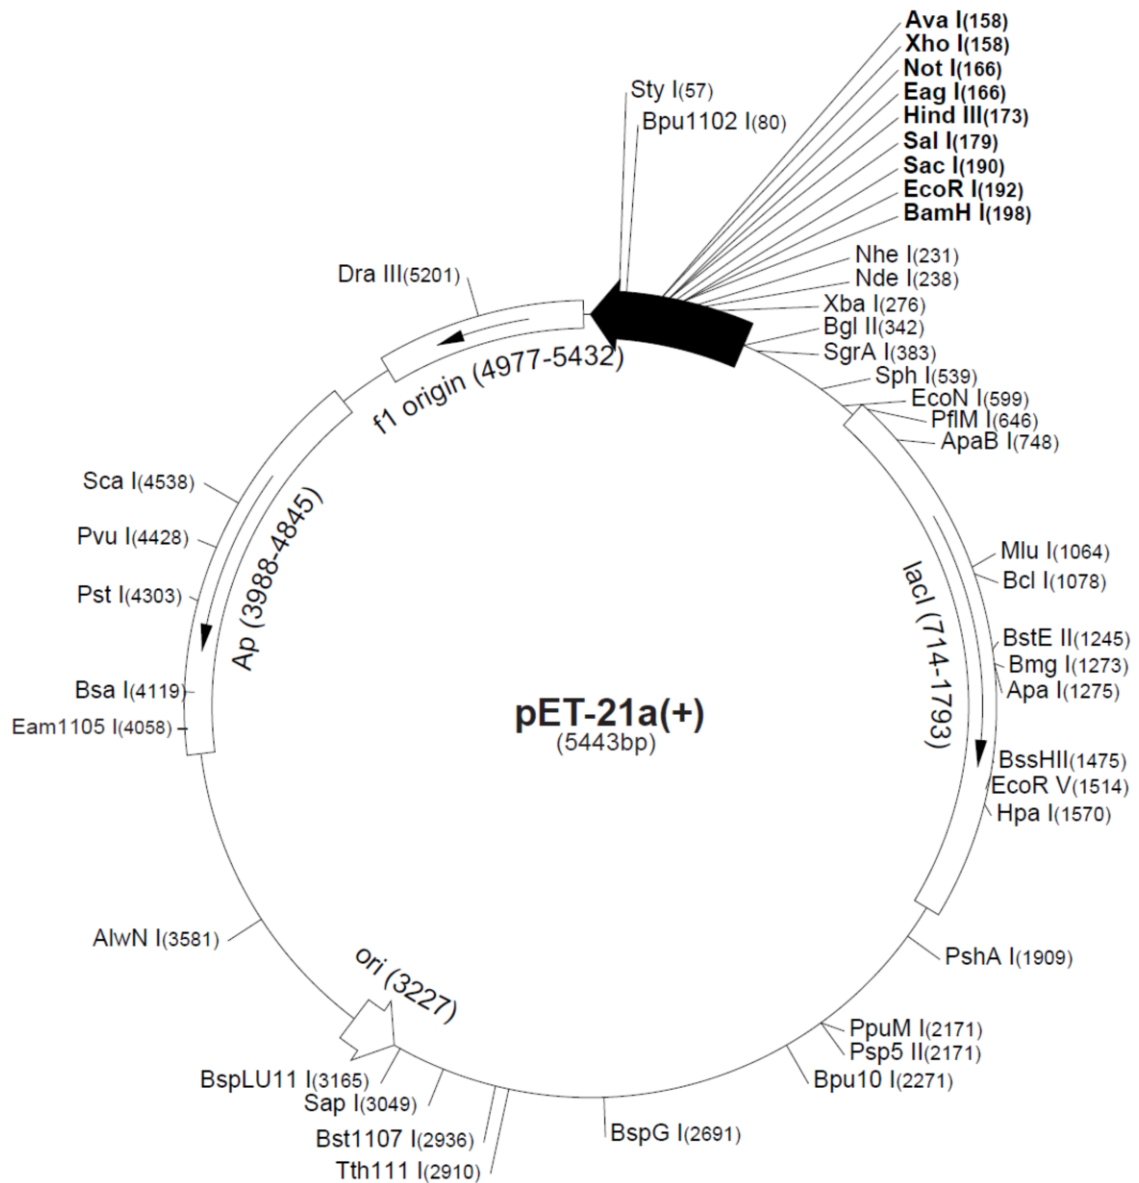 Ava I(158)
Xho I(158)
Not I(166)
Eag I(166)
Hind III(173)
Sal I(179)
Sac I(190)
EcoR I(192)
BamH I(198)
Sty I(57)
Bpu1102 I(80)
Nhe I(231)
Nde I(238)
Xba I(276)
Bgl II(342)
SgrA I(383)
Sph I(539)
EcoN I(599)
PflM I(646)
ApaB I(748)
Dra III(5201)
f1 origin (4977-5432)
Sca I(4538)
Pvu I(4428)
Pst I(4303)
Bsa I(4119)
Eam1105 I(4058)
Ap (3988-4845)
lacI (714-1793)
Mlu I(1064)
Bcl I(1078)
BstE II(1245)
Bmg I(1273)
Apa I(1275)
BssHII(1475)
EcoR V(1514)
Hpa I(1570)
pET-21a(+)
(5443bp)
AlwN I(3581)
ori (3227)
PshA I(1909)
PpuM I(2171)
Psp5 II(2171)
Bpu10 I(2271)
BspLU11 I(3165)
Sap I(3049)
Bst1107 I(2936)
Tth111 I(2910)
BspG I(2691)